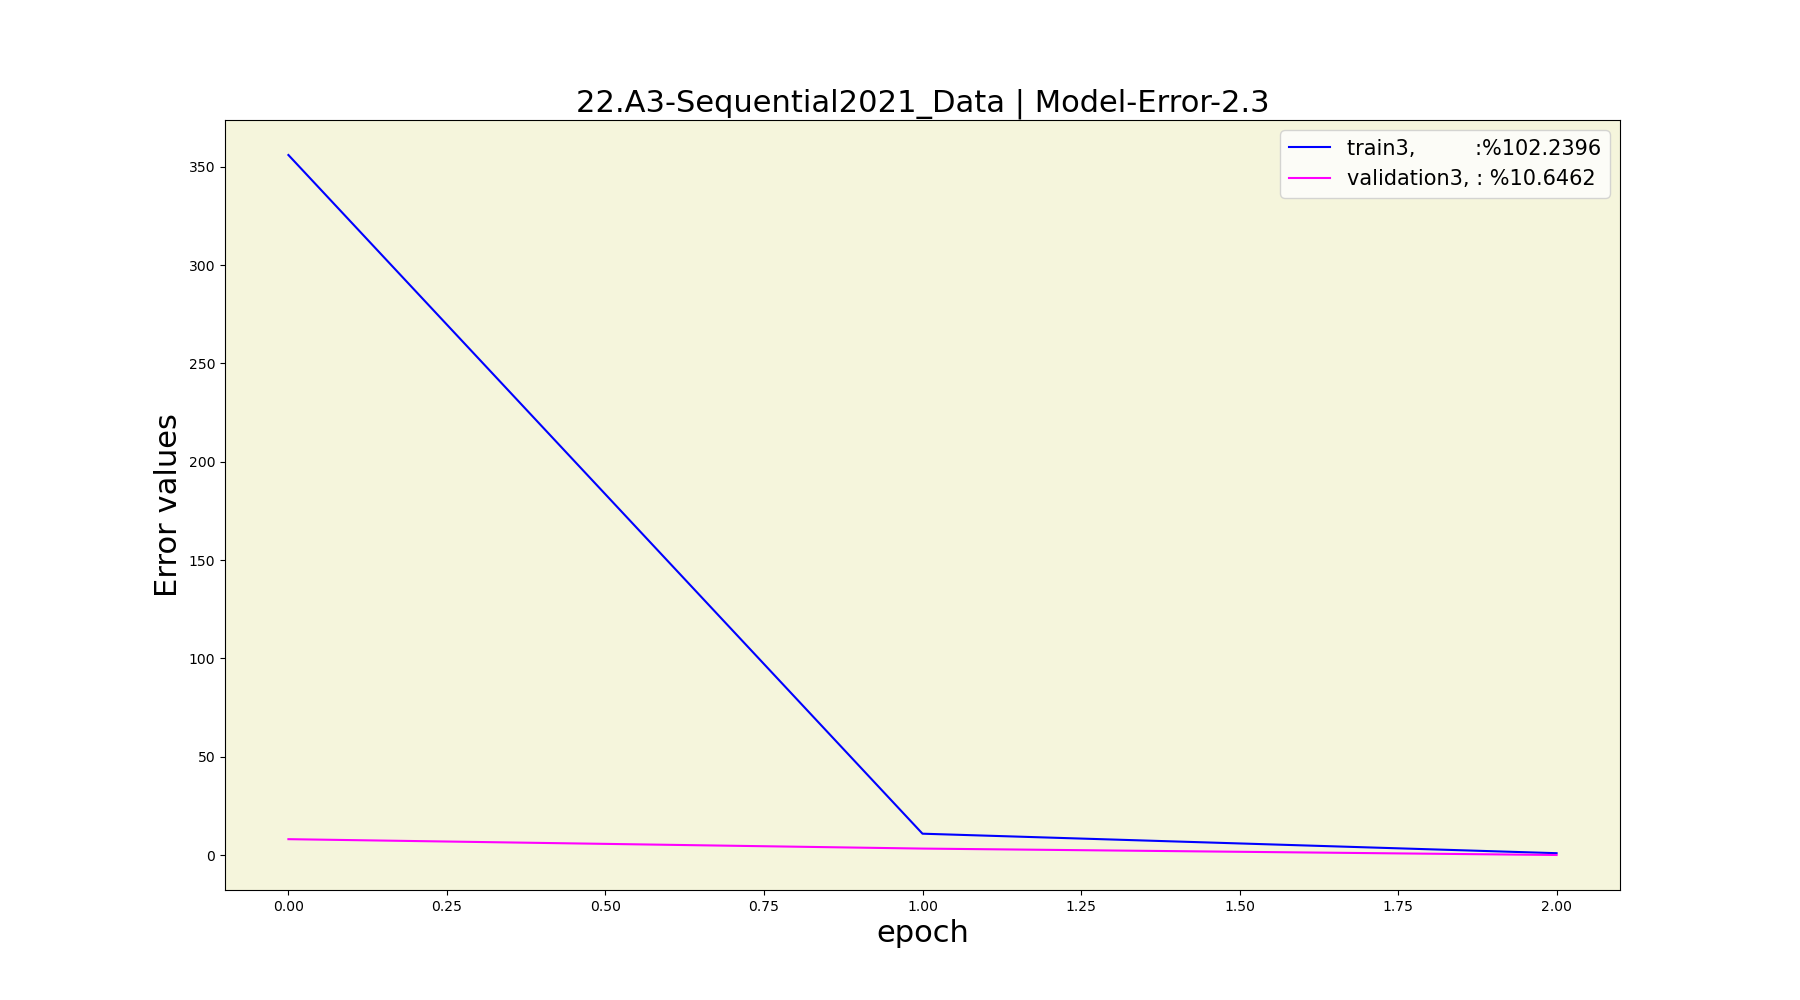 22.A3-Sequential2021_Data | Model-Error-2.3
train3, :%102.2396
validation3, : %10.6462
Error values
350
300
250
200
150
100
50
0
0.00 0.25 0.50 0.75 1.00 1.25 1.50 1.75 2.00
epoch